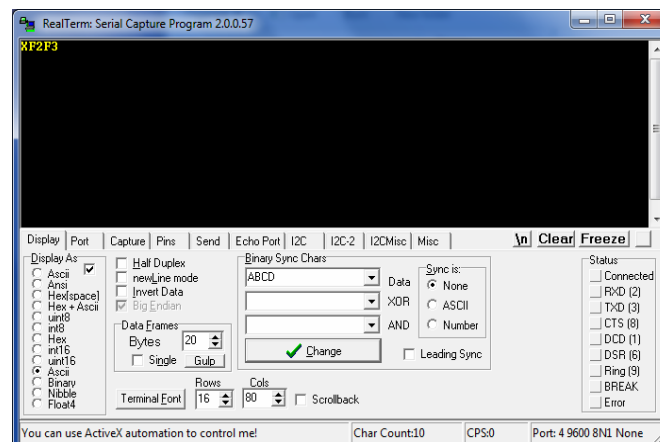 RealTerm: Serial Capture Program 2.0.0.57
XF2F3
Display Port Capture Pins Send Echo Port I2C I2C-2 I2CMisc Misc \n Clear Freeze
Display As
Ascii
Ansi
Hex[space]
Hex + Ascii
uint8
int8
Hex
int16
uint16
Ascii
Binary
Nibble
Float4
Half Duplex
newLine mode
Invert Data
Big Endian
Data Frames
Bytes 20
Single Gulp
Binary Sync Chars
ABCD Data
XOR
AND
Change
Sync is:
None
ASCII
Number
Leading Sync
Terminal Font
Rows
16
Cols
80
Scrollback
Status
Connected
RXD (2)
TXD (3)
CTS (8)
DCD (1)
DSR (6)
Ring (9)
BREAK
Error
You can use ActiveX automation to control me! Char Count:10 CPS:0 Port: 4 9600 8N1 None